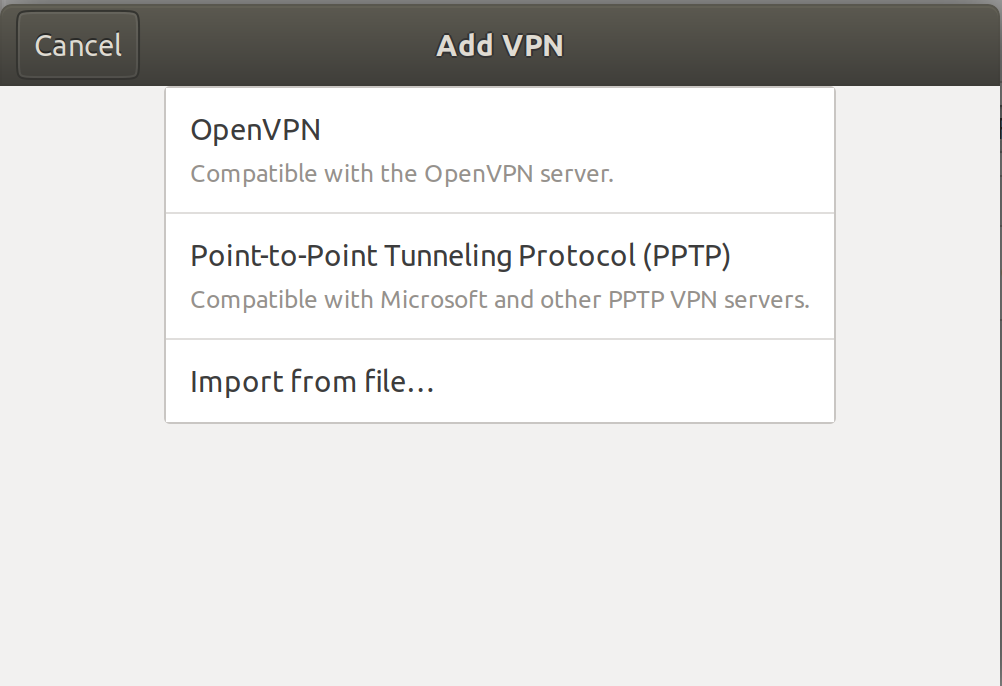 Cancel
Add VPN
OpenVPN
Compatible with the OpenVPN server.
Point-to-Point Tunneling Protocol (PPTP)
Compatible with Microsoft and other PPTP VPN servers.
Import from file…